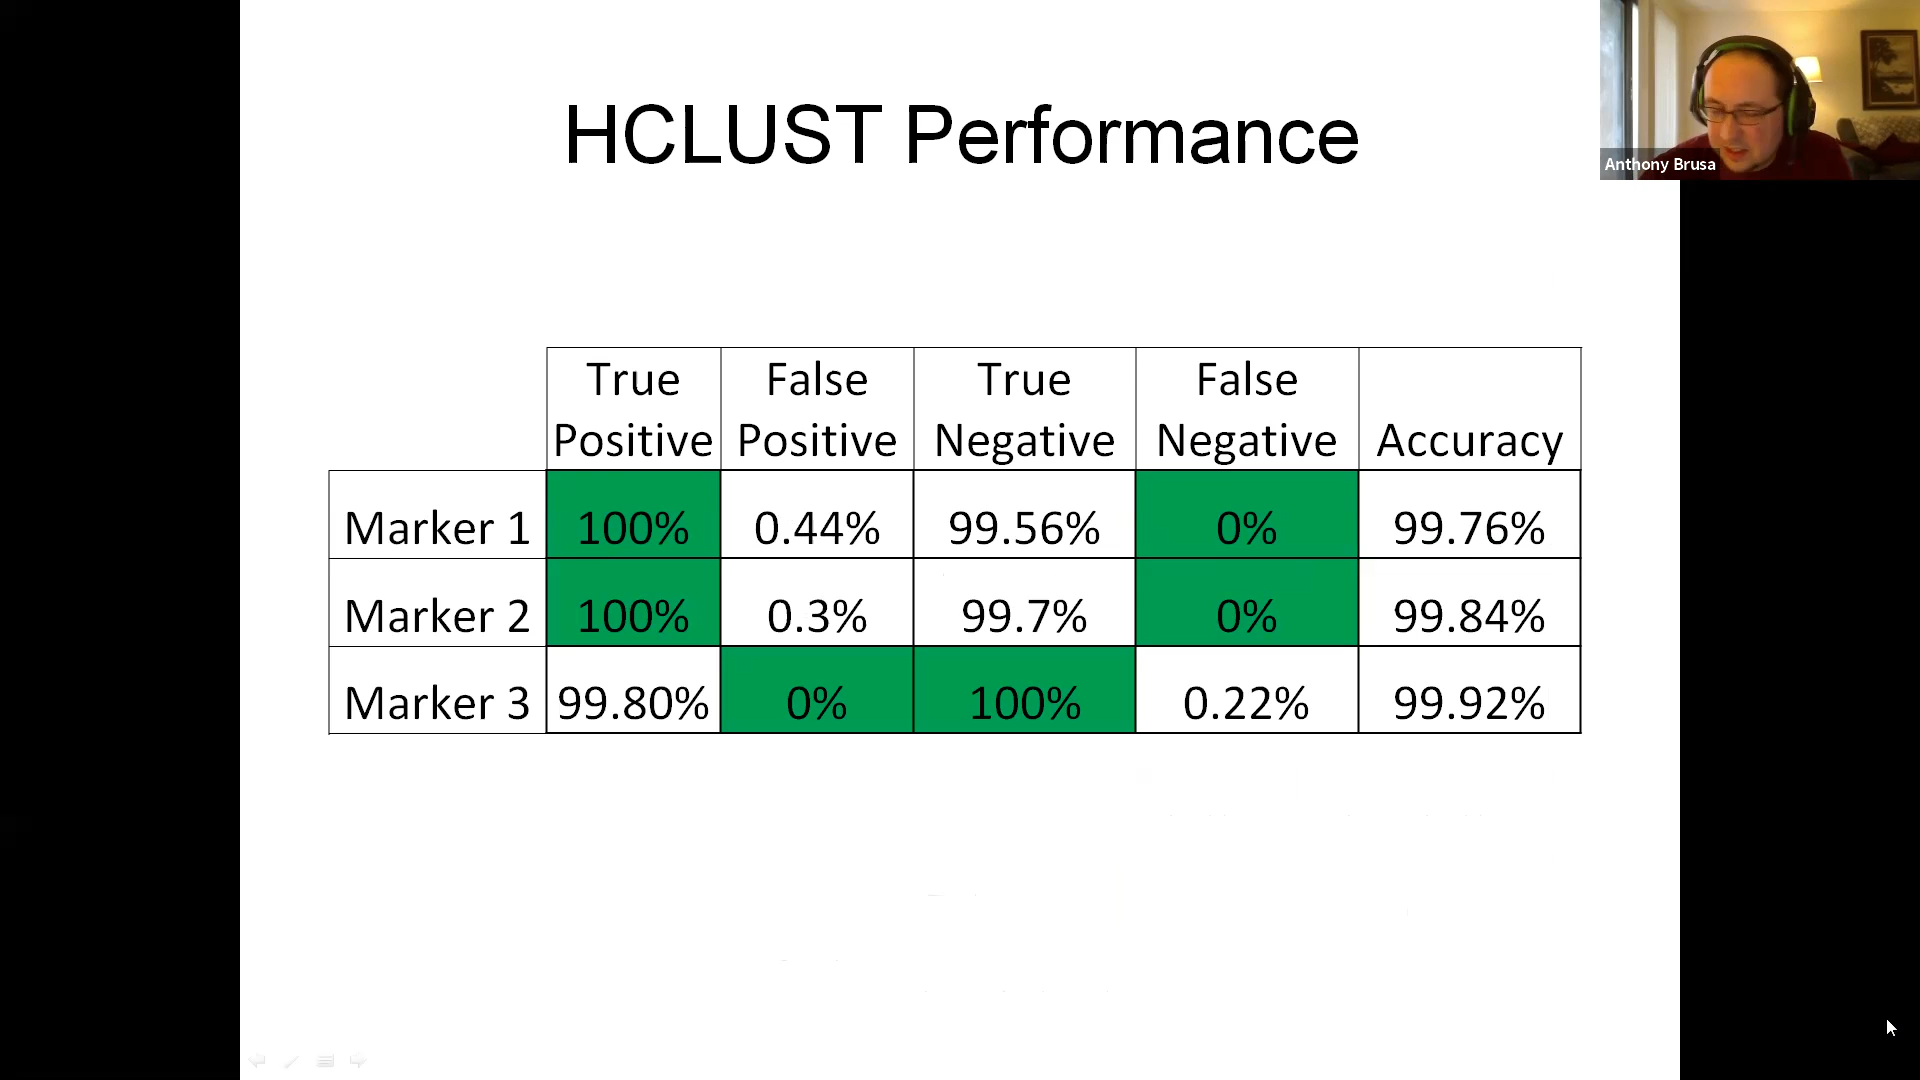 HCLUST Performance
Anthony Brusa
True Positive False Positive True Negative False Negative Accuracy
Marker 1 100% 0.44% 99.56% 0% 99.76%
Marker 2 100% 0.3% 99.7% 0% 99.84%
Marker 3 99.80% 0% 100% 0.22% 99.92%